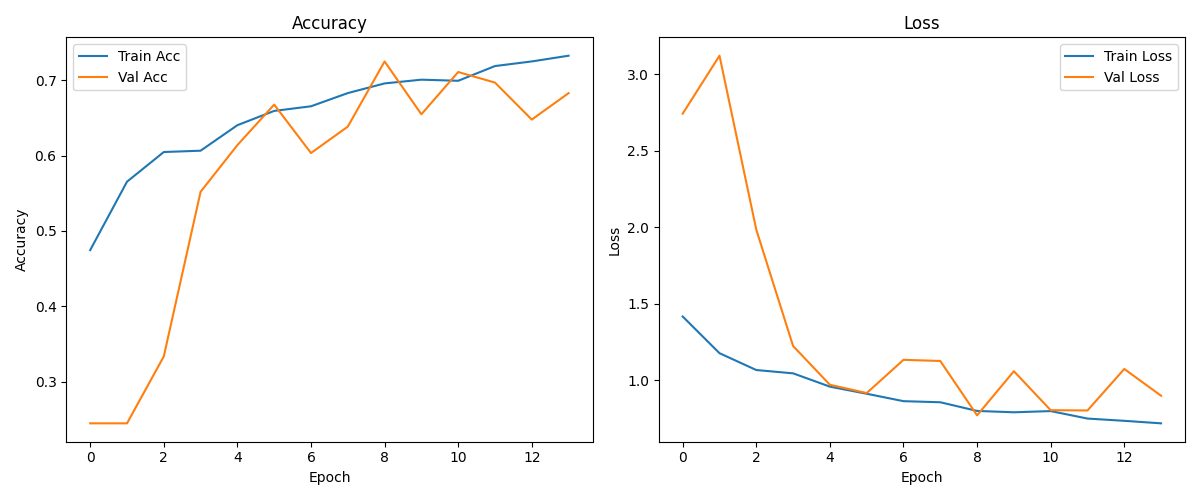 Accuracy
Train Acc
Val Acc
Accuracy
0.7
0.6
0.5
0.4
0.3
0 2 4 6 8 10 12
Epoch
Loss
Train Loss
Val Loss
Loss
3.0
2.5
2.0
1.5
1.0
0 2 4 6 8 10 12
Epoch